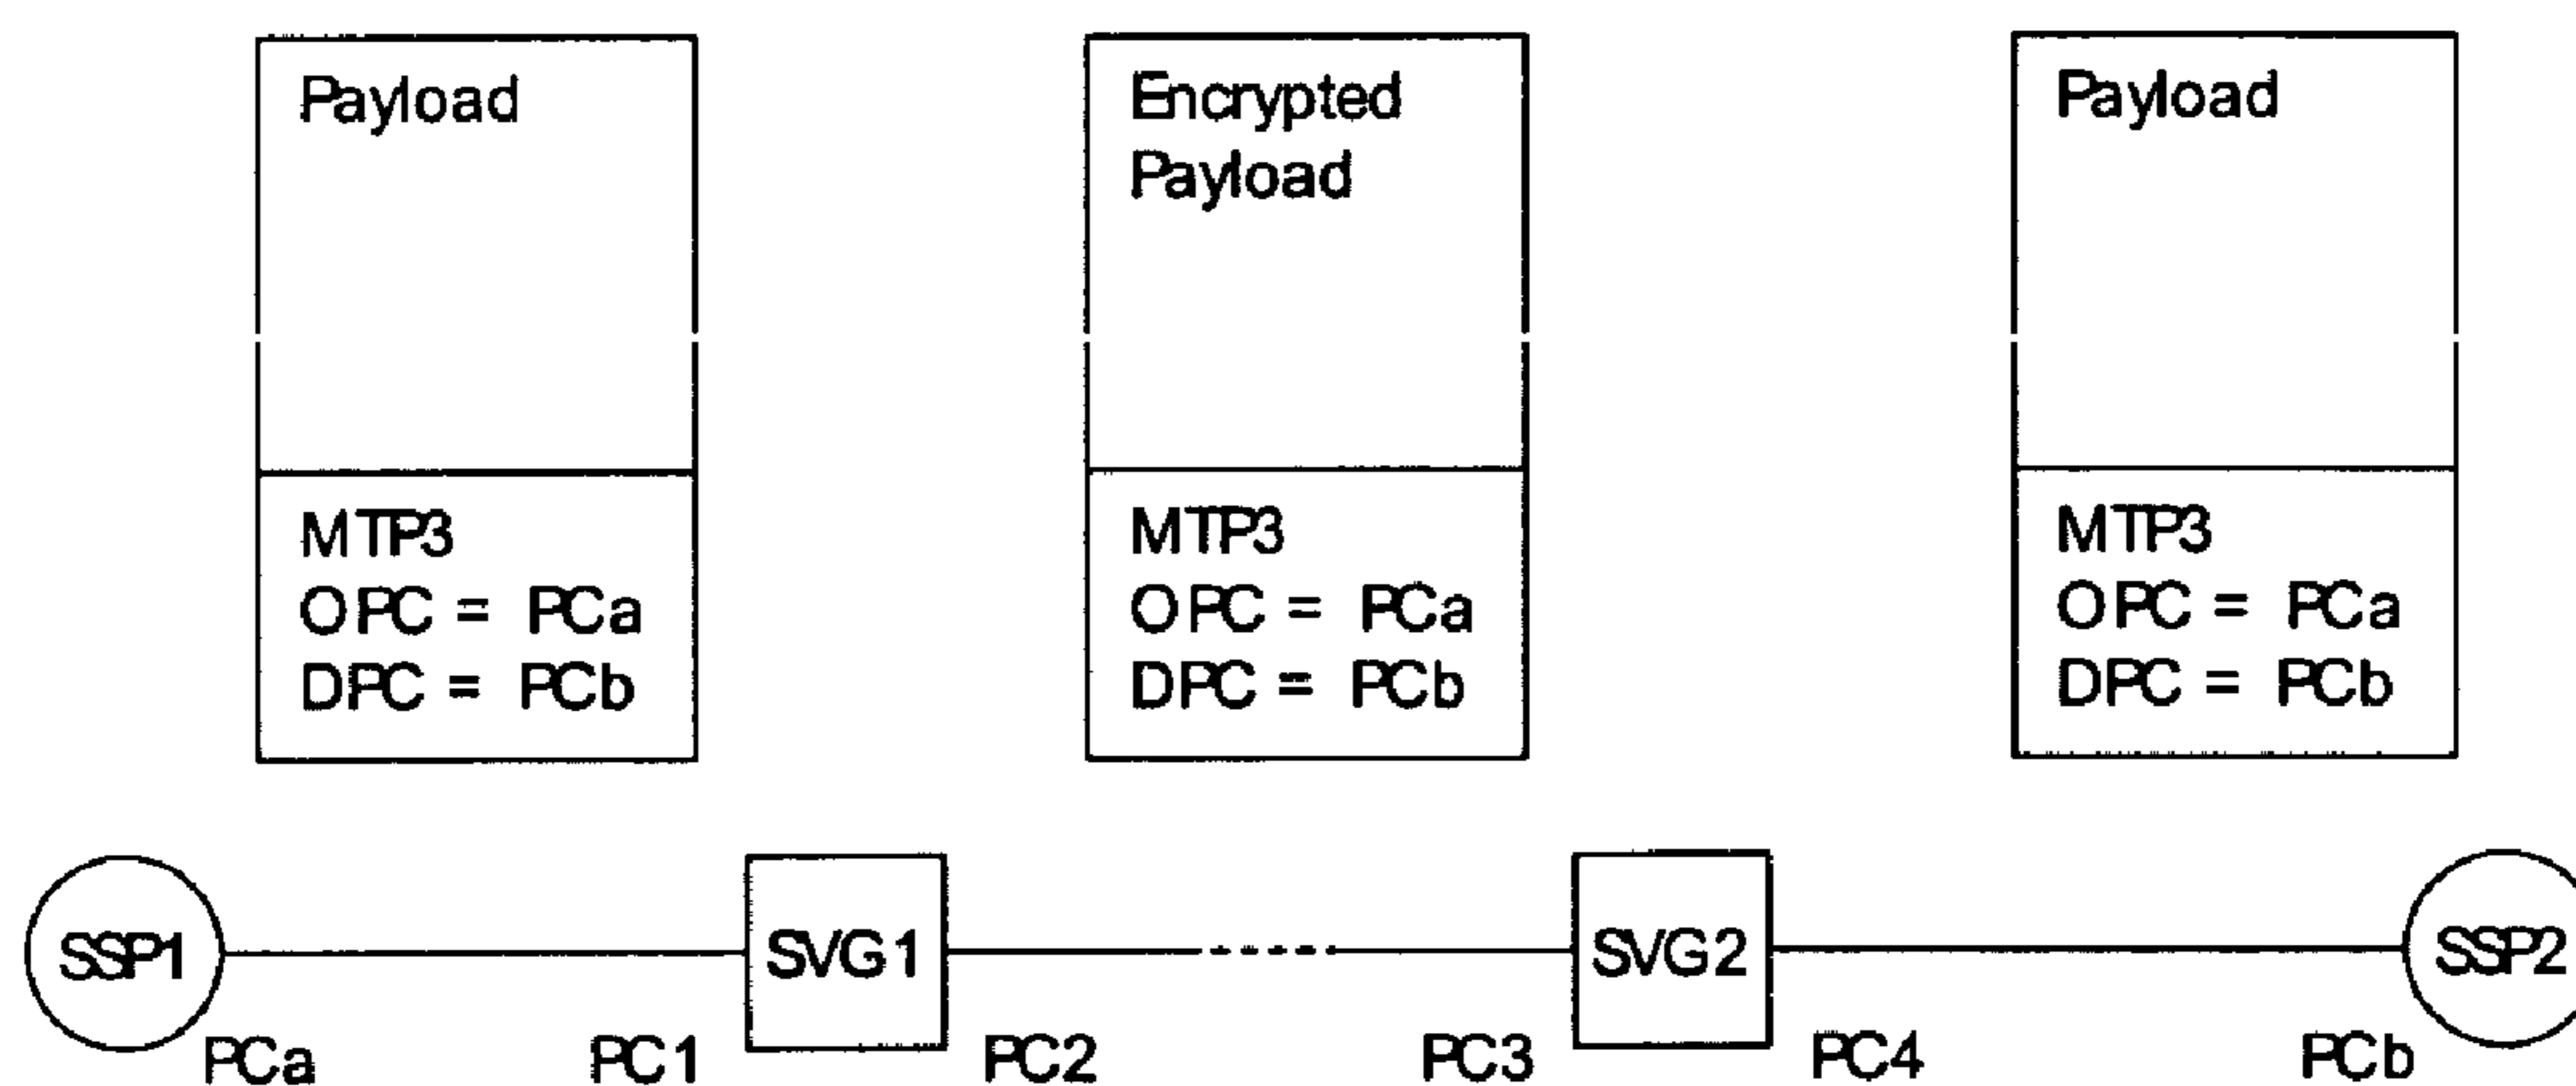 Payload
MTP3
OPC = PCa
DPC = PCb
Encrypted
Payload
MTP3
OPC = PCa
DPC = PCb
Payload
MTP3
OPC = PCa
DPC = PCb
SSP1
SVG1
SVG2
SSP2
PCa
PC1
PC2
PC3
PC4
PCb